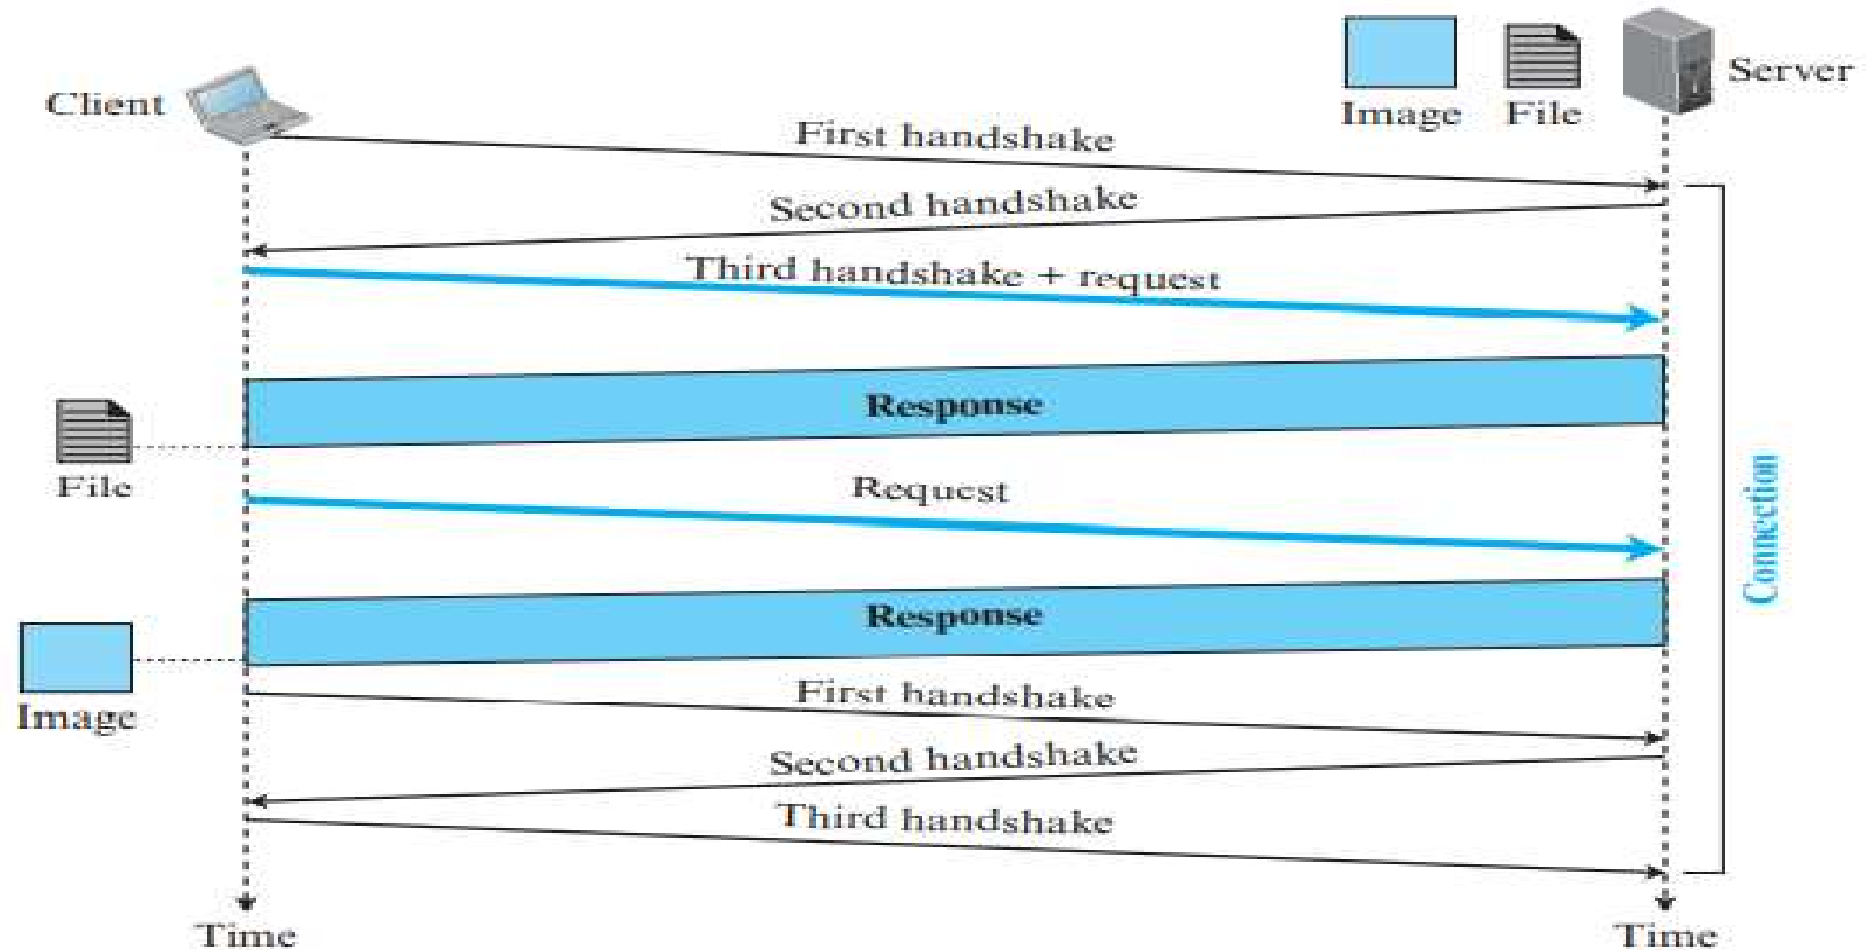 Client
Image
File
Server
First handshake
Second handshake
Third handshake + request
Response
File
Request
Connection
Response
Image
First handshake
Second handshake
Third handshake
Time
Time